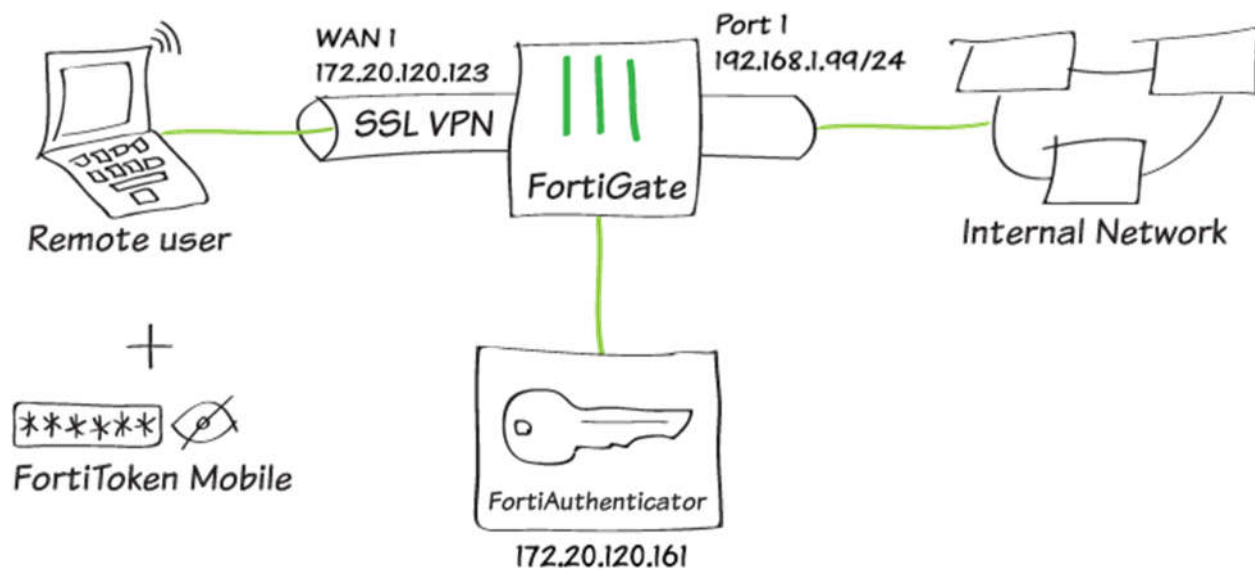 WAN 1
172.20.120.123
Port 1
192.168.1.99/24
SSL VPN
FortiGate
Remote user
Internal Network
+
******
FortiToken Mobile
FortiAuthenticator
172.20.120.161